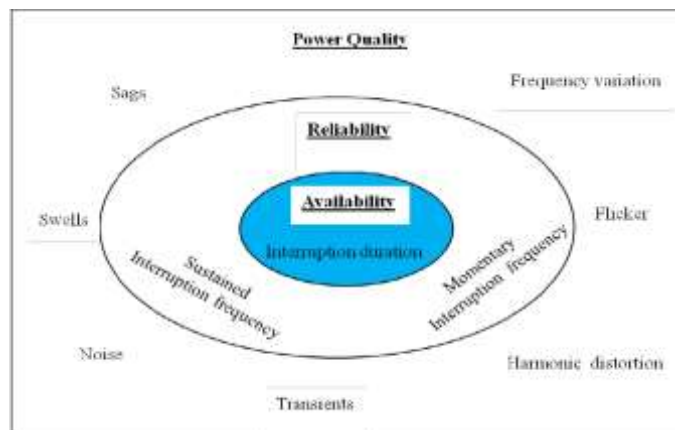 Power Quality
Sags
Frequency variation
Reliability
Availability
Swells
Flicker
Interruption duration
Sustained
Interruption frequency
Momentary
Interruption frequency
Noise
Harmonic distortion
Transients